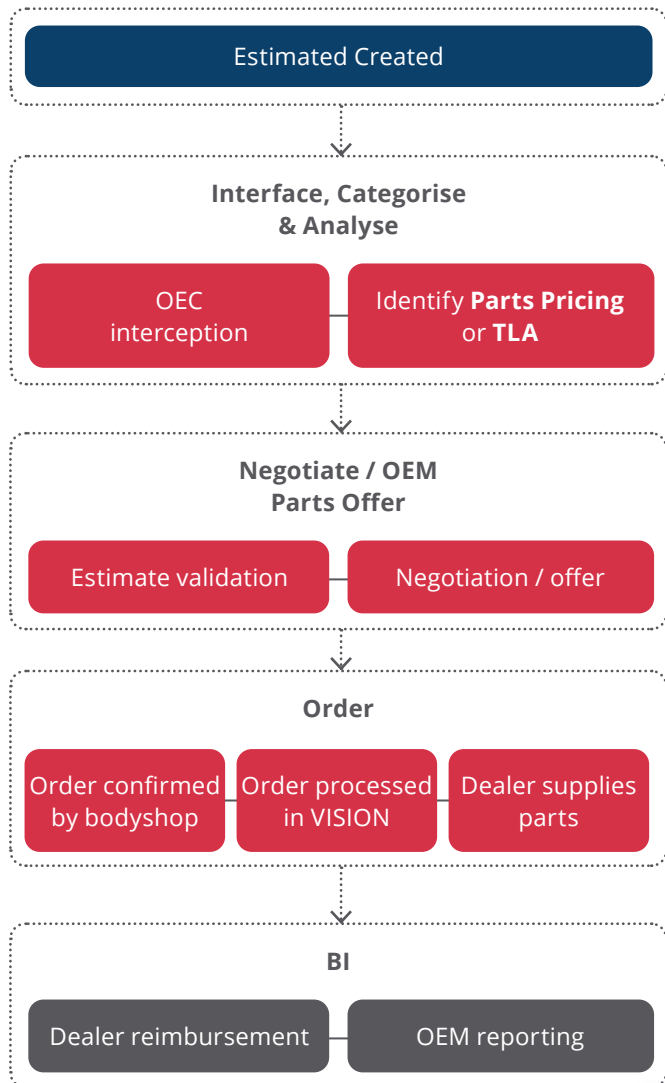 Estimated Created
Interface, Categorise
& Analyse
OEC
interception
Identify Parts Pricing
or TLA
Negotiate / OEM
Parts Offer
Estimate validation
Negotiation / offer
Order
Order confirmed
by bodyshop
Order processed
in VISION
Dealer supplies
parts
BI
Dealer reimbursement
OEM reporting